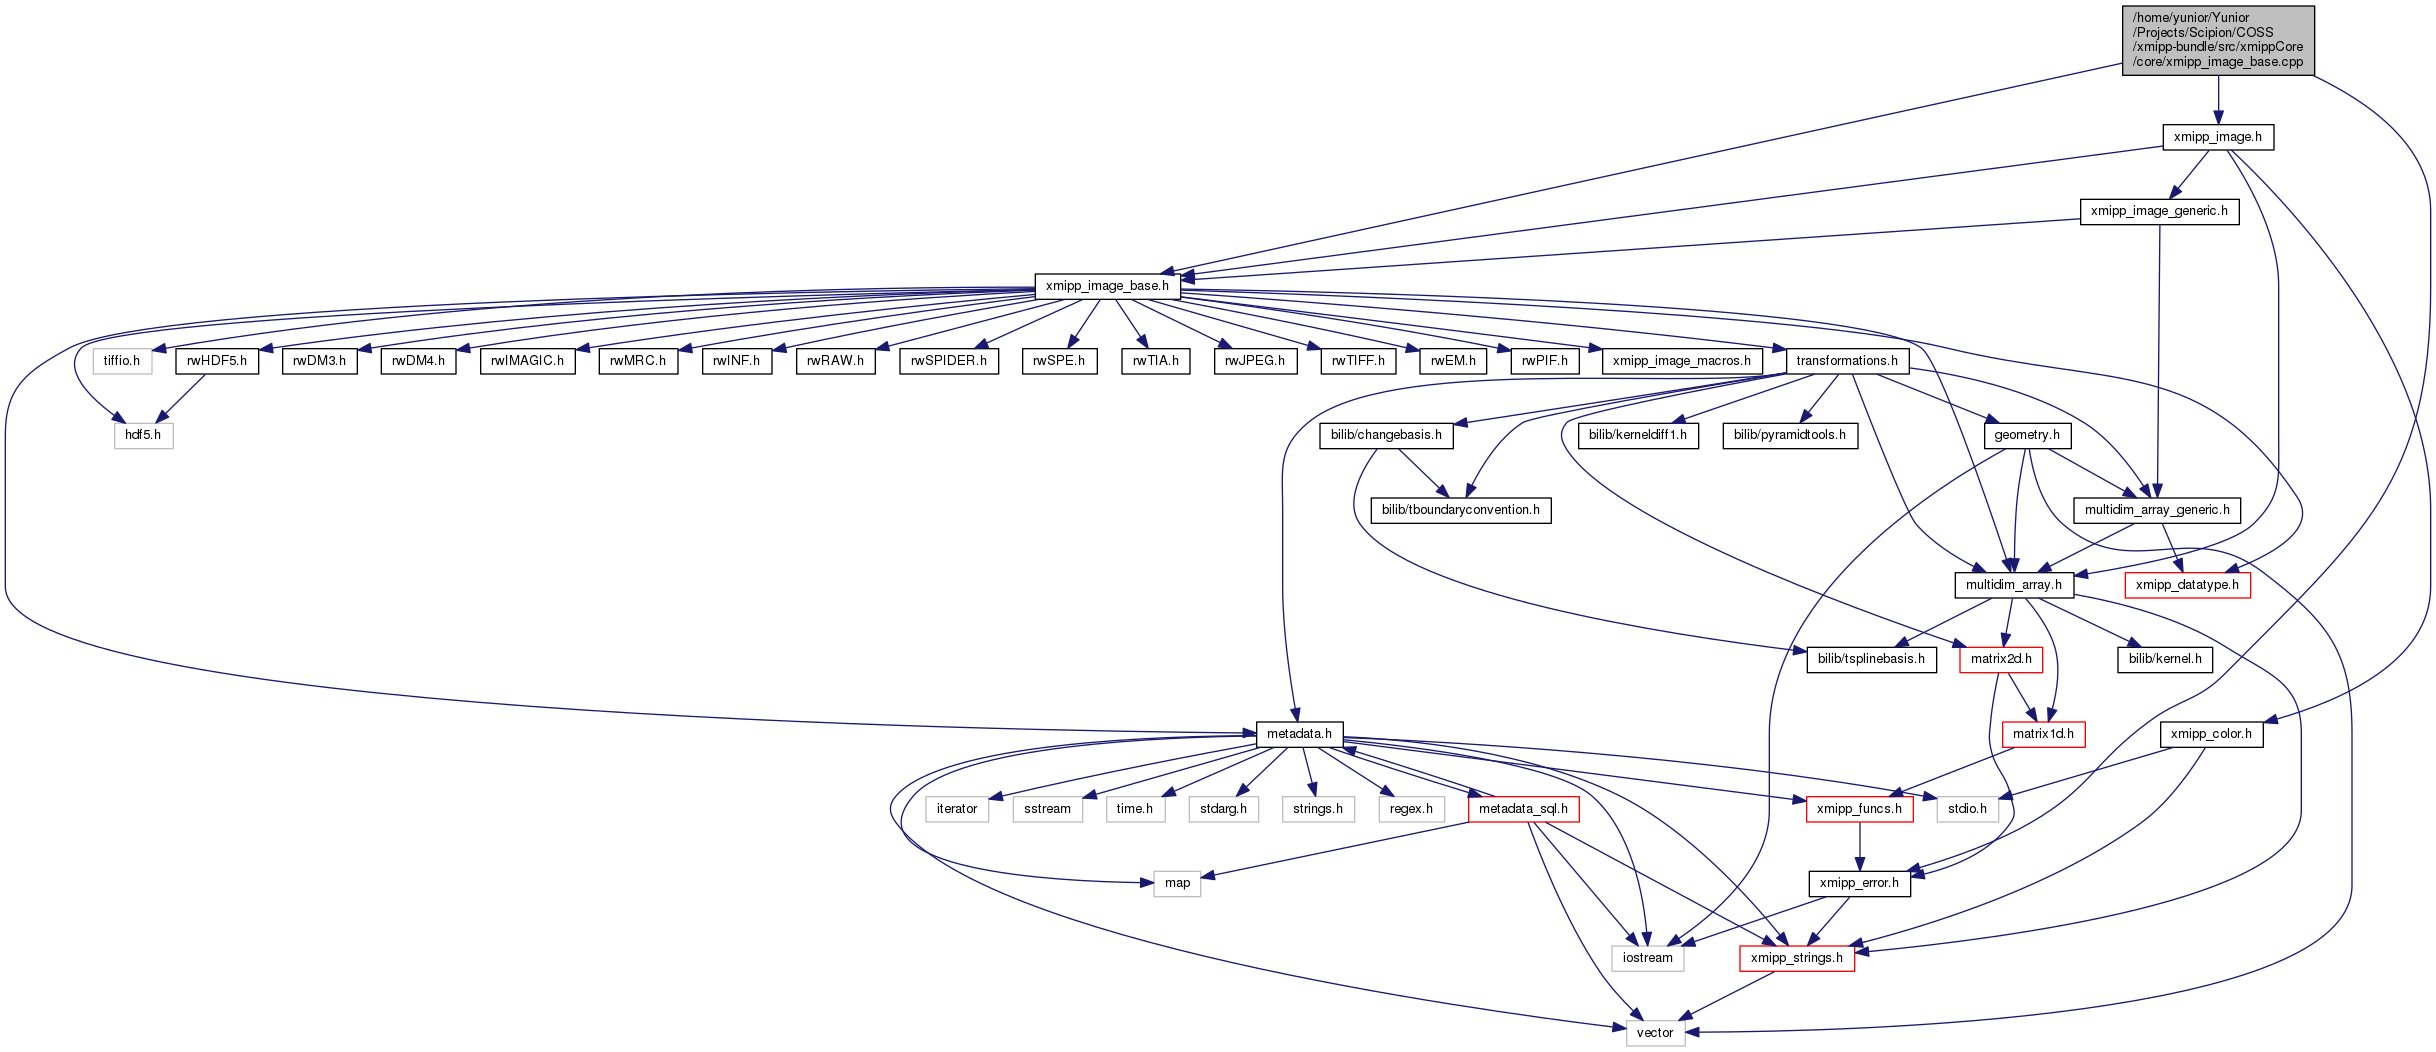 /home/yunior/Yunior
/Projects/Scipion/COSS
/xmipp-bundle/src/xmippCore
/core/xmipp_image_base.cpp
xmipp_image.h
xmipp_image_generic.h
xmipp_image_base.h
tiffio.h
rwHDF5.h
rwDM3.h
rwDM4.h
rwIMAGIC.h
rwMRC.h
rwINF.h
rwRAW.h
rwSPIDER.h
rwSPE.h
rwTIA.h
rwJPEG.h
rwTIFF.h
rwEM.h
rwPIF.h
xmipp_image_macros.h
transformations.h
hdf5.h
bilib/changebasis.h
bilib/kerneldiff1.h
bilib/pyramidtools.h
geometry.h
bilib/tboundaryconvention.h
multidim_array_generic.h
multidim_array.h
xmipp_datatype.h
bilib/tsplinebasis.h
matrix2d.h
bilib/kernel.h
metadata.h
matrix1d.h
xmipp_color.h
iterator
sstream
time.h
stdarg.h
strings.h
regex.h
metadata_sql.h
xmipp_funcs.h
stdio.h
map
xmipp_error.h
iostream
xmipp_strings.h
vector